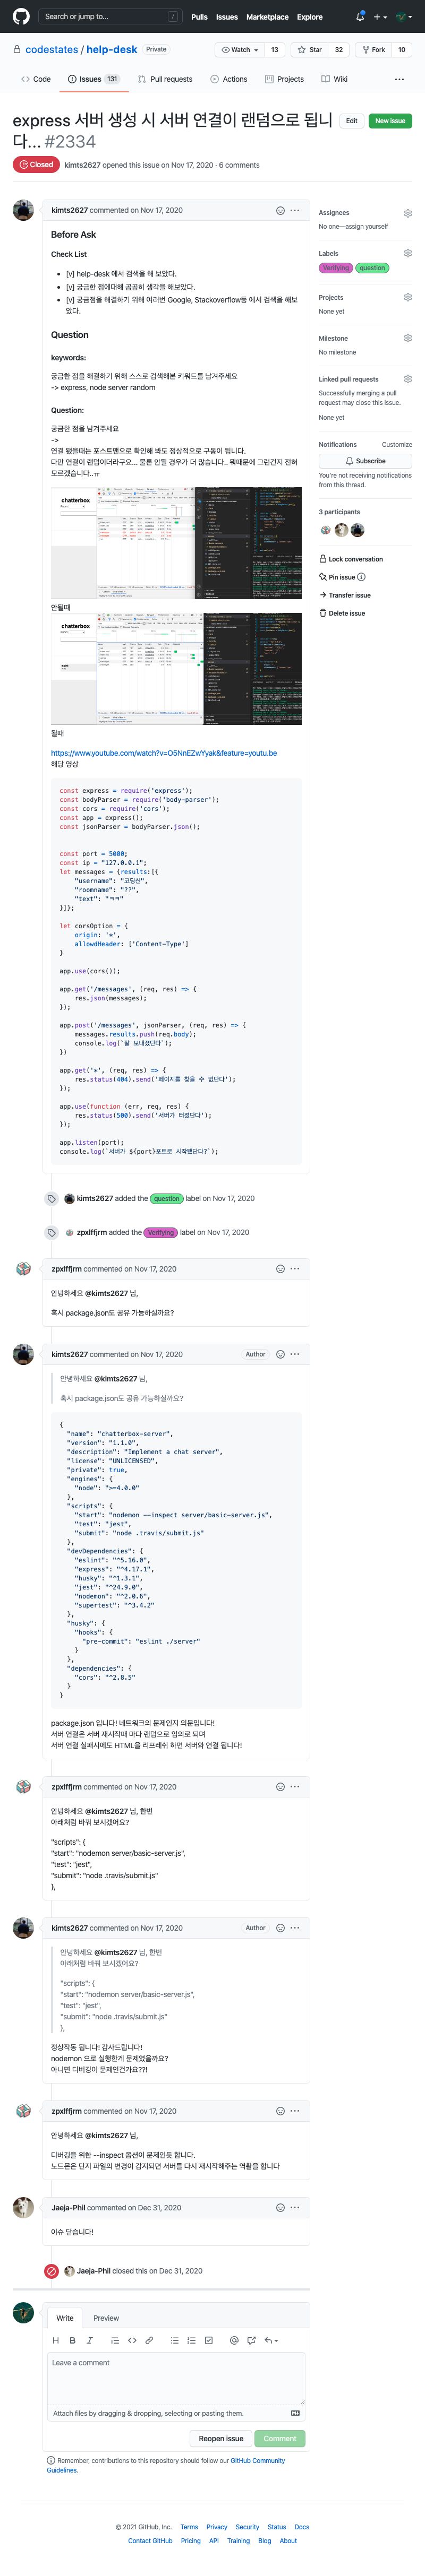 Search or jump to...
/
Pulls Issues Marketplace Explore
codestates / help-desk Private
Watch 13 Star 32 Fork 10
Code Issues 131 Pull requests Actions Projects Wiki
express 서버 생성 시 서버 연결이 랜덤으로 됩니
다... #2334
Edit New issue
Closed kimts2627 opened this issue on Nov 17, 2020 · 6 comments
kimts2627 commented on Nov 17, 2020
Before Ask
Check List
[v] help-desk 에서 검색을 해 보았다.
[v] 궁금한 점에대해 곰곰히 생각을 해보았다.
[v] 궁금점을 해결하기 위해 여러번 Google, Stackoverflow등 에서 검색을 해보
았다.
Question
keywords:
궁금한 점을 해결하기 위해 스스로 검색해본 키워드를 남겨주세요
-> express, node server random
Question:
궁금한 점을 남겨주세요
->
연결 됐을때는 포스트맨으로 확인해 봐도 정상적으로 구동이 됩니다.
다만 연결이 랜덤이더라구요... 물론 안될 경우가 더 많습니다.. 뭐때문에 그런건지 전혀
모르겠습니다..ㅠ
chatterbox
안될때
chatterbox
될때
https://www.youtube.com/watch?v=O5NnEZwYyak&feature=youtu.be
해당 영상
const express = require('express');
const bodyParser = require('body-parser');
const cors = require('cors');
const app = express();
const jsonParser = bodyParser.json();
const port = 5000;
const ip = "127.0.0.1";
let messages = {results:[{
"username": "코딩신",
"roomname": "??",
"text": "ㅋㅋ"
}]};
let corsOption = {
origin: '*',
allowdHeader: ['Content-Type']
}
app.use(cors());
app.get('/messages', (req, res) => {
res.json(messages);
});
app.post('/messages', jsonParser, (req, res) => {
messages.results.push(req.body);
console.log(`잘 보내졌단다`);
})
app.get('*', (req, res) => {
res.status(404).send('페이지를 찾을 수 없단다');
});
app.use(function (err, req, res) {
res.status(500).send('서버가 터졌단다');
});
app.listen(port);
console.log(`서버가 ${port}포트로 시작됐단다?`);
kimts2627 added the question label on Nov 17, 2020
zpxlffjrm added the Verifying label on Nov 17, 2020
zpxlffjrm commented on Nov 17, 2020
안녕하세요 @kimts2627 님,
혹시 package.json도 공유 가능하실까요?
kimts2627 commented on Nov 17, 2020 Author
안녕하세요 @kimts2627 님,
혹시 package.json도 공유 가능하실까요?
{
"name": "chatterbox-server",
"version": "1.1.0",
"description": "Implement a chat server",
"license": "UNLICENSED",
"private": true,
"engines": {
"node": ">=4.0.0"
},
"scripts": {
"start": "nodemon --inspect server/basic-server.js",
"test": "jest",
"submit": "node .travis/submit.js"
},
"devDependencies": {
"eslint": "^5.16.0",
"express": "^4.17.1",
"husky": "^1.3.1",
"jest": "^24.9.0",
"nodemon": "^2.0.6",
"supertest": "^3.4.2"
},
"husky": {
"hooks": {
"pre-commit": "eslint ./server"
}
},
"dependencies": {
"cors": "^2.8.5"
}
}
package.json 입니다! 네트워크의 문제인지 의문입니다!
서버 연결은 서버 재시작때 마다 랜덤으로 임의로 되며
서버 연결 실패시에도 HTML을 리프레쉬 하면 서버와 연결 됩니다!
zpxlffjrm commented on Nov 17, 2020
안녕하세요 @kimts2627 님, 한번
아래처럼 바꿔 보시겠어요?
"scripts": {
"start": "nodemon server/basic-server.js",
"test": "jest",
"submit": "node .travis/submit.js"
},
kimts2627 commented on Nov 17, 2020 Author
안녕하세요 @kimts2627 님, 한번
아래처럼 바꿔 보시겠어요?
"scripts": {
"start": "nodemon server/basic-server.js",
"test": "jest",
"submit": "node .travis/submit.js"
},
정상작동 됩니다! 감사드립니다!
nodemon 으로 실행한게 문제였을까요?
아니면 디버깅이 문제인건가요??!
zpxlffjrm commented on Nov 17, 2020
안녕하세요 @kimts2627 님,
디버깅을 위한 --inspect 옵션이 문제인듯 합니다.
노드몬은 단지 파일의 변경이 감지되면 서버를 다시 재시작해주는 역활을 합니다
Jaeja-Phil commented on Dec 31, 2020
이슈 닫습니다!
Jaeja-Phil closed this on Dec 31, 2020
Write Preview
Leave a comment
Attach files by dragging & dropping, selecting or pasting them.
Reopen issue Comment
Remember, contributions to this repository should follow our GitHub Community
Guidelines.
Assignees
No one—assign yourself
Labels
Verifying question
Projects
None yet
Milestone
No milestone
Linked pull requests
Successfully merging a pull
request may close this issue.
None yet
Notifications Customize
Subscribe
You're not receiving notifications
from this thread.
3 participants
Lock conversation
Pin issue
Transfer issue
Delete issue
© 2021 GitHub, Inc. Terms Privacy Security Status Docs
Contact GitHub Pricing API Training Blog About